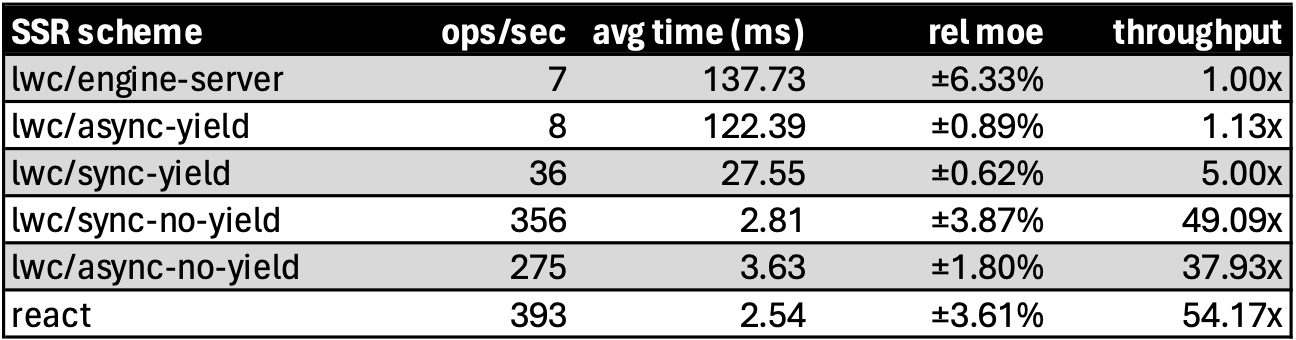 SSR scheme ops/sec avg time (ms) rel moe throughput
lwc/engine-server 7 137.73 ±6.33% 1.00x
lwc/async-yield 8 122.39 ±0.89% 1.13x
lwc/sync-yield 36 27.55 ±0.62% 5.00x
lwc/sync-no-yield 356 2.81 ±3.87% 49.09x
lwc/async-no-yield 275 3.63 ±1.80% 37.93x
react 393 2.54 ±3.61% 54.17x